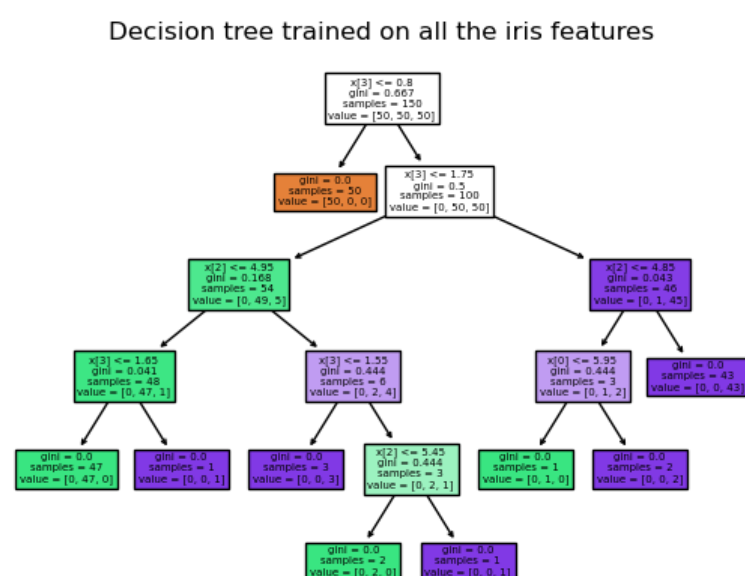 Decision tree trained on all the iris features
x[3] <= 0.8
gini = 0.667
samples = 150
value = [50, 50, 50]
gini = 0.0
samples = 50
value = [50, 0, 0]
x[3] <= 1.75
gini = 0.5
samples = 100
value = [0, 50, 50]
x[2] <= 4.95
gini = 0.168
samples = 54
value = [0, 49, 5]
x[2] <= 4.85
gini = 0.043
samples = 46
value = [0, 1, 45]
x[3] <= 1.65
gini = 0.041
samples = 48
value = [0, 47, 1]
x[3] <= 1.55
gini = 0.444
samples = 6
value = [0, 2, 4]
x[0] <= 5.95
gini = 0.444
samples = 3
value = [0, 1, 2]
gini = 0.0
samples = 43
value = [0, 0, 43]
gini = 0.0
samples = 47
value = [0, 47, 0]
gini = 0.0
samples = 1
value = [0, 0, 1]
gini = 0.0
samples = 3
value = [0, 0, 3]
x[2] <= 5.45
gini = 0.444
samples = 3
value = [0, 2, 1]
gini = 0.0
samples = 1
value = [0, 1, 0]
gini = 0.0
samples = 2
value = [0, 0, 2]
gini = 0.0
samples = 2
value = [0, 2, 0]
gini = 0.0
samples = 1
value = [0, 0, 1]